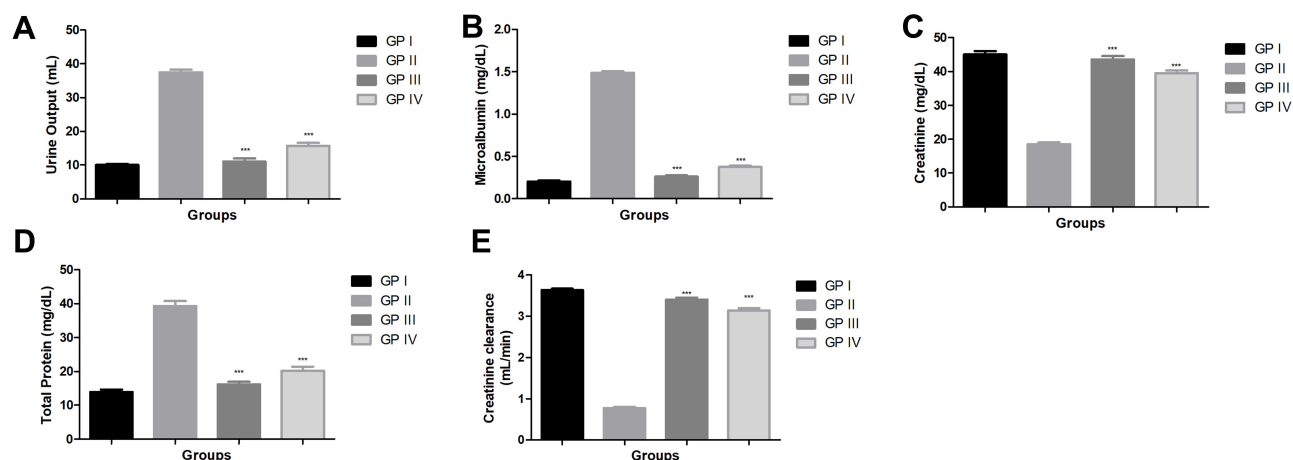 A
Urine Output (mL)
50
40
30
20
10
0
***
***
Groups
GP I
GP II
GP III
GP IV
B
Microalbumin (mg/dL)
2.0
1.5
1.0
0.5
0.0
***
***
Groups
GP I
GP II
GP III
GP IV
C
Creatinine (mg/dL)
50
40
30
20
10
0
***
***
Groups
GP I
GP II
GP III
GP IV
D
Total Protein (mg/dL)
50
40
30
20
10
0
***
***
Groups
GP I
GP II
GP III
GP IV
E
Creatinine clearance
(mL/min)
4
3
2
1
0
***
***
Groups
GP I
GP II
GP III
GP IV